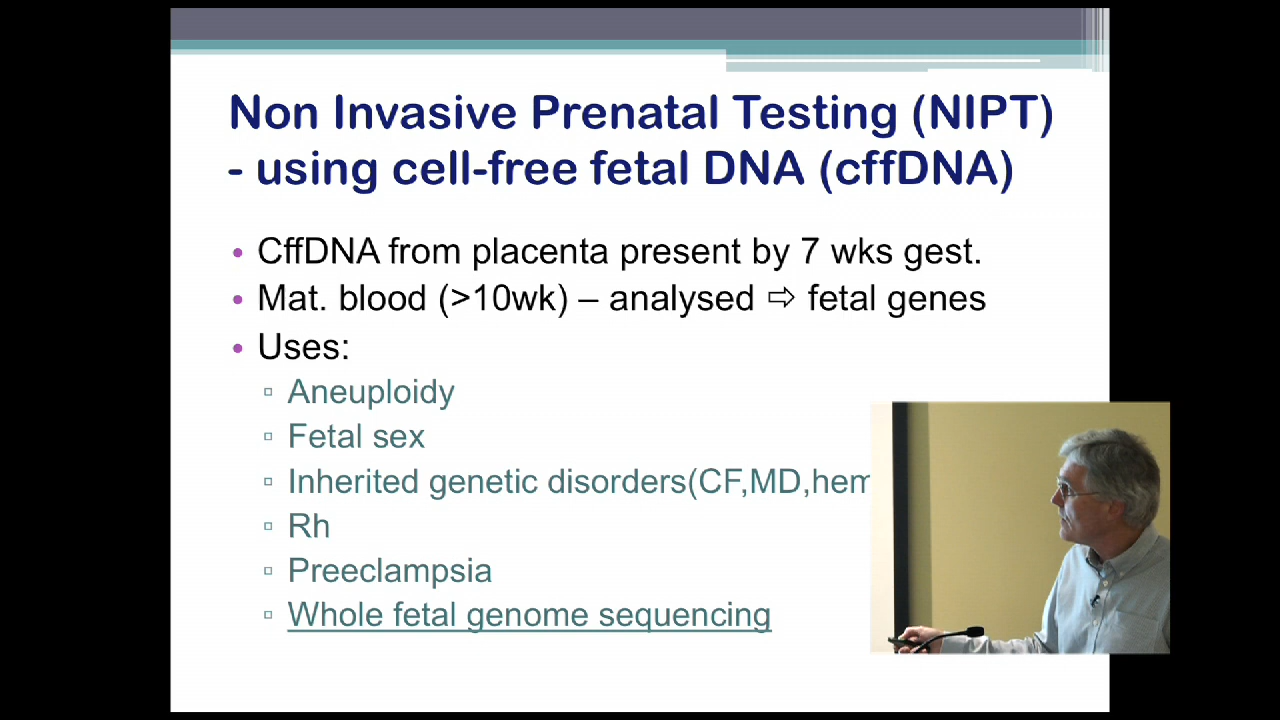 Non Invasive Prenatal Testing (NIPT)
- using cell-free fetal DNA (cffDNA)
• CffDNA from placenta present by 7 wks gest.
• Mat. blood (>10wk) – analysed ⇨ fetal genes
• Uses:
▫ Aneuploidy
▫ Fetal sex
▫ Inherited genetic disorders(CF,MD,hem
▫ Rh
▫ Preeclampsia
▫ Whole fetal genome sequencing